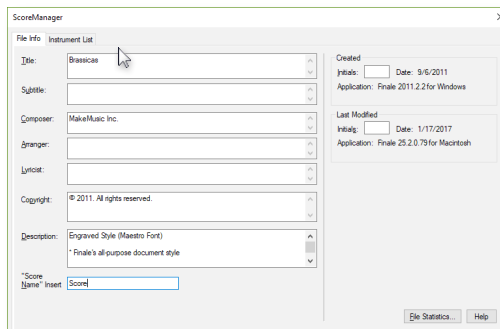 ScoreManager
File Info Instrument List
Title: Brassicas
Subtitle:
Composer: MakeMusic Inc.
Arranger:
Lyricist:
Copyright: © 2011. All rights reserved.
Description: Engraved Style (Maestro Font)
* Finale's all-purpose document style
"Score
Name" Insert Score
Created
Initials: Date: 9/6/2011
Application: Finale 2011.2.2 for Windows
Last Modified
Initials: Date: 1/17/2017
Application: Finale 25.2.0.79 for Macintosh
File Statistics... Help